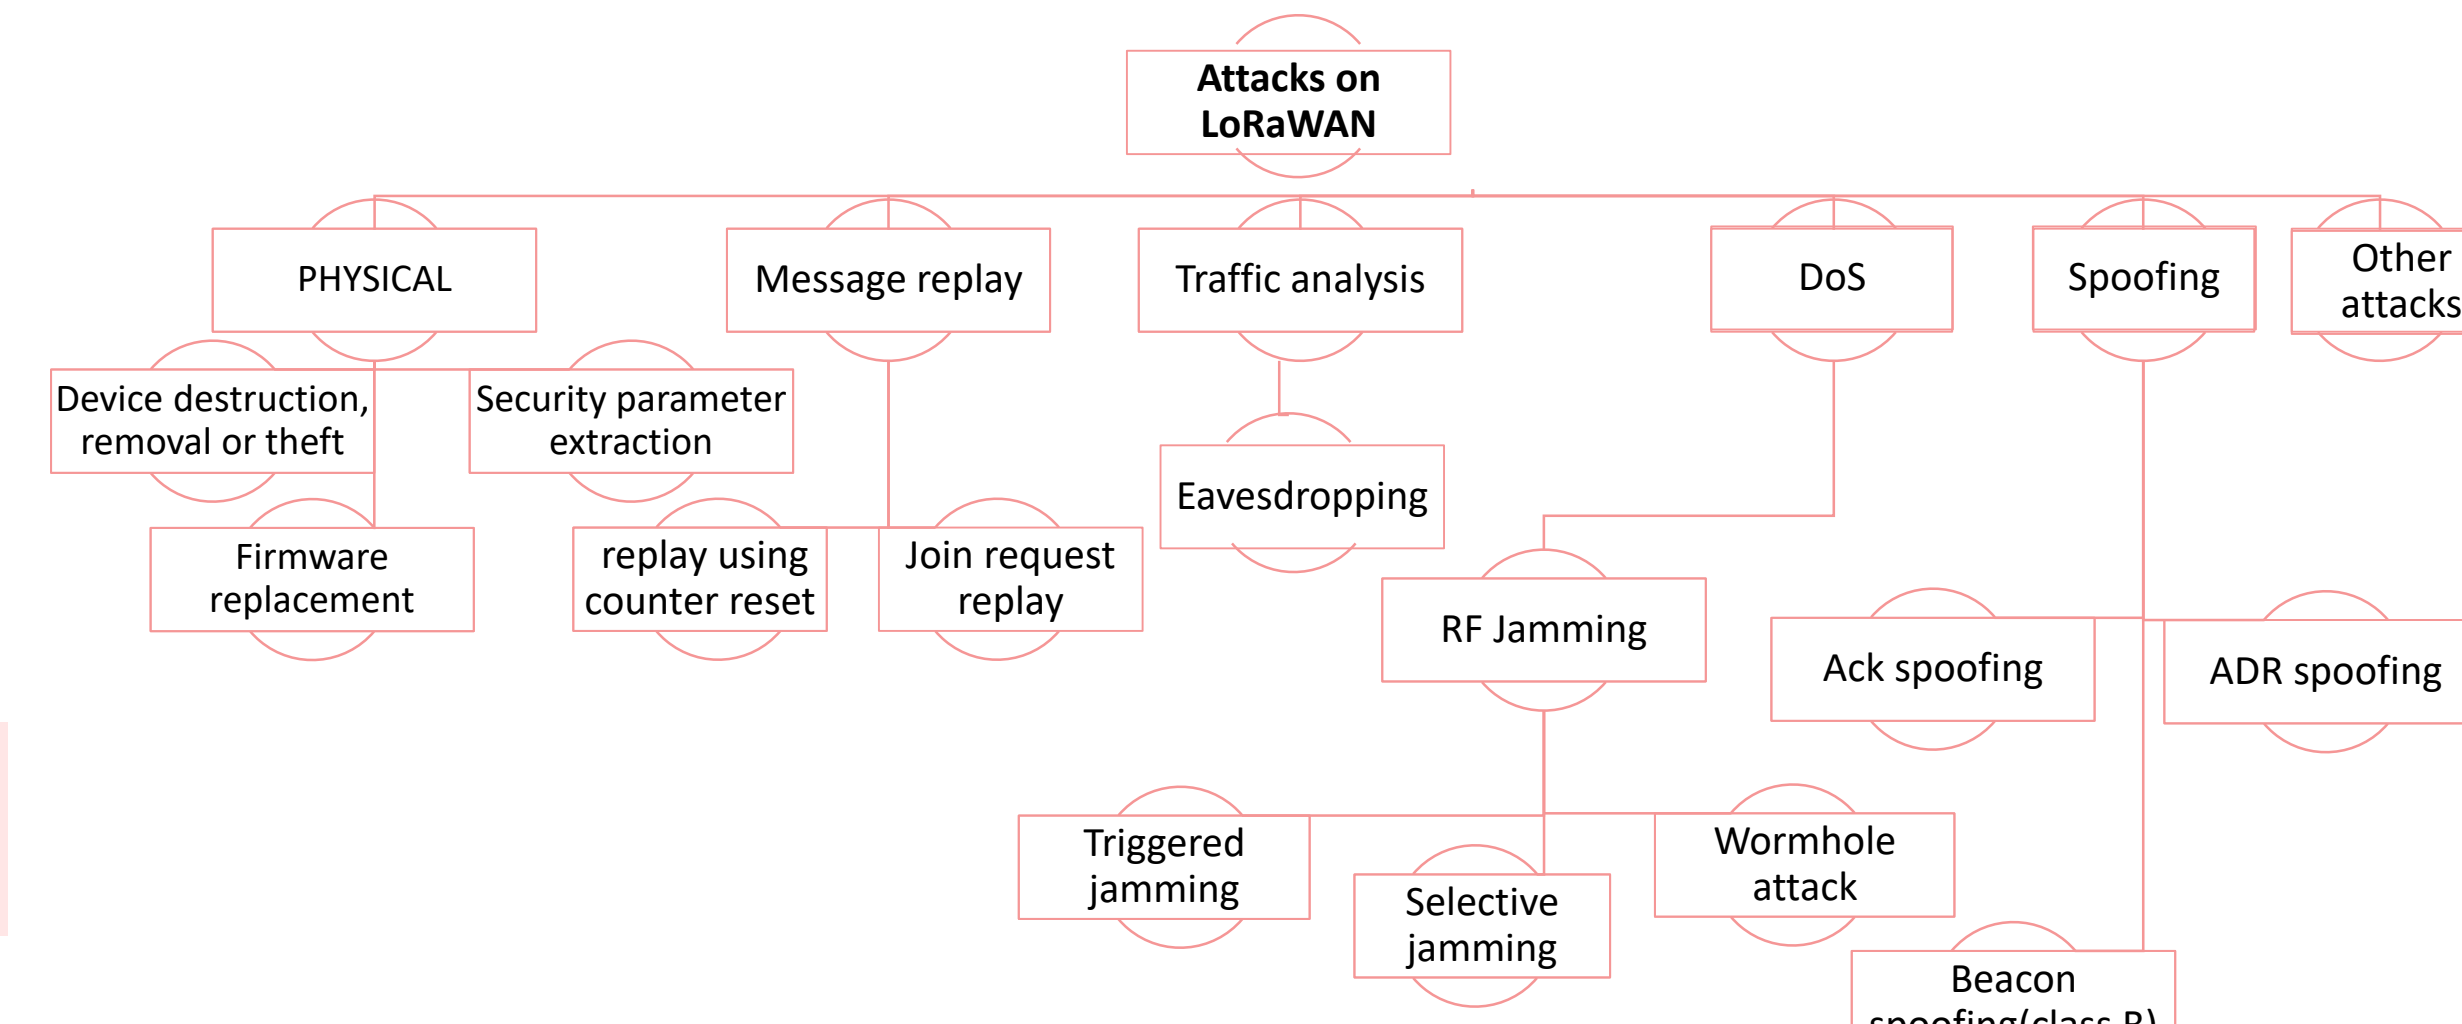 Attacks on
LoRaWAN
PHYSICAL
Message replay
Traffic analysis
DoS
Spoofing
Other
attacks
Device destruction,
removal or theft
Security parameter
extraction
Eavesdropping
Firmware
replacement
replay using
counter reset
Join request
replay
RF Jamming
Ack spoofing
ADR spoofing
Triggered
jamming
Selective
jamming
Wormhole
attack
Beacon
spoofing(class B)